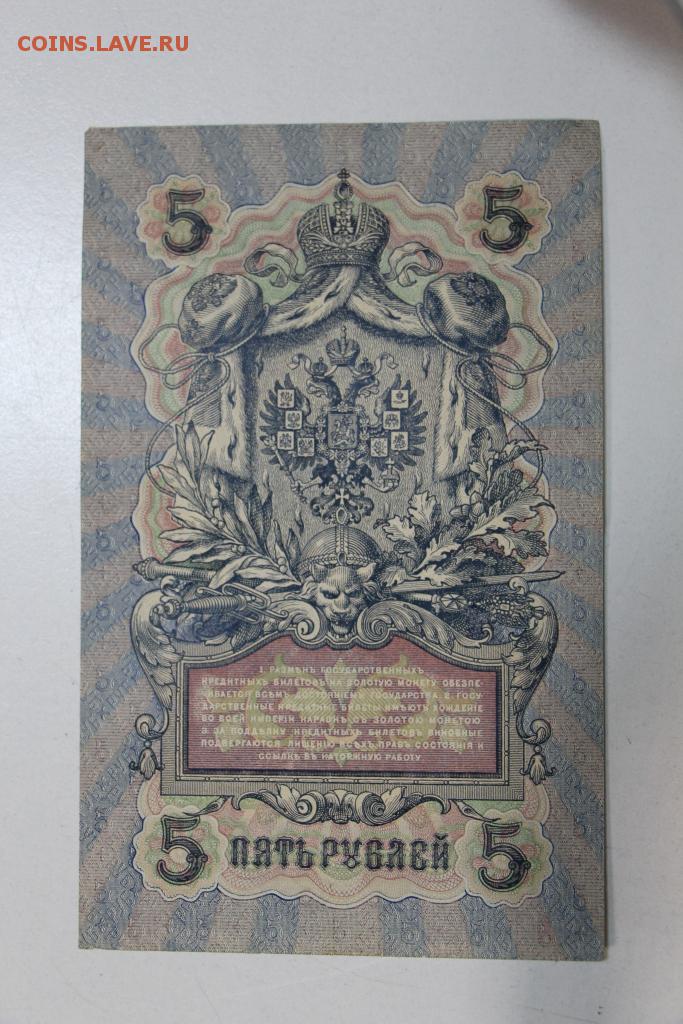 COINS.LAVE.RU
5 5
1. РАЗМѢНЪ ГОСУДАРСТВЕННЫХЪ
КРЕДИТНЫХЪ БИЛЕТОВЪ НА ЗОЛОТУЮ МОНЕТУ ОБЕЗПЕ-
ЧИВАЕТСЯ ВСѢМЪ ДОСТОЯНІЕМЪ ГОСУДАРСТВА. 2. ГОСУ
ДАРСТВЕННЫЕ КРЕДИТНЫЕ БИЛЕТЫ ИМѢЮТЪ ХОЖДЕНІЕ
ВО ВСЕЙ ИМПЕРІИ НАРАВНѢ СЪ ЗОЛОТОЮ МОНЕТОЮ
3. ЗА ПОДДѢЛКУ КРЕДИТНЫХЪ БИЛЕТОВЪ ВИНОВНЫЕ
ПОДВЕРГАЮТСЯ ЛИШЕНІЮ ВСѢХЪ ПРАВЪ СОСТОЯНІЯ И
ССЫЛКѢ ВЪ КАТОРЖНУЮ РАБОТУ
5 ПЯТЬ РУБЛЕЙ 5